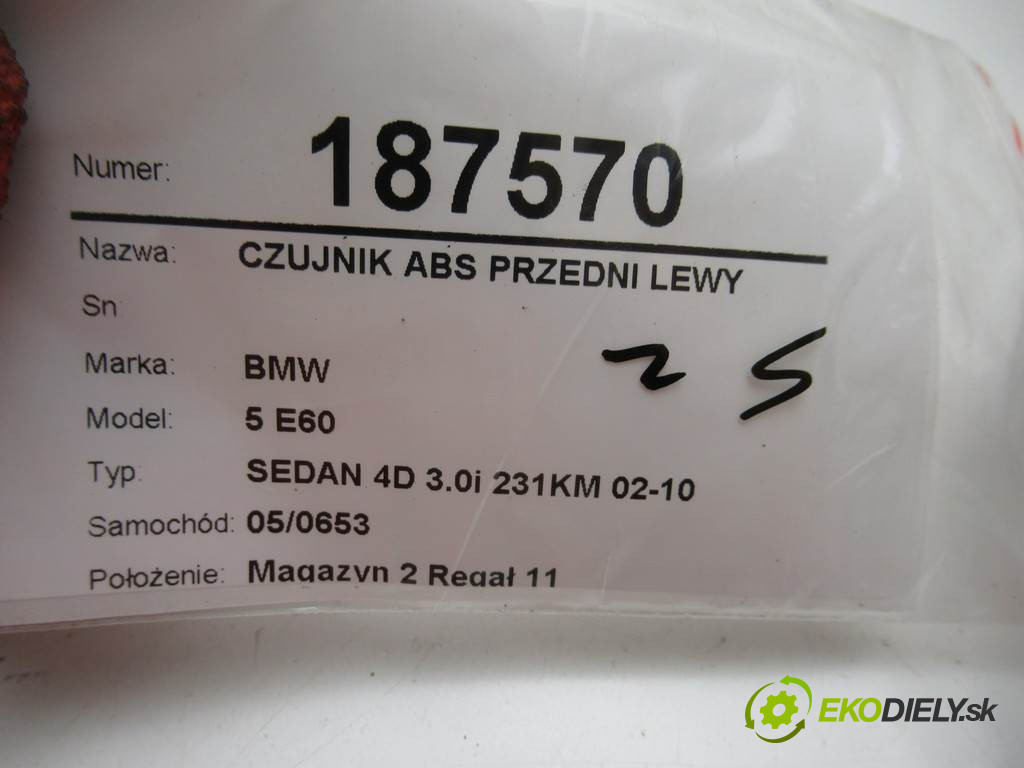 Numer: 187570
Nazwa: CZUJNIK ABS PRZEDNI LEWY
Sn
Marka: BMW
Model: 5 E60
Typ: SEDAN 4D 3.0i 231KM 02-10
Samochód: 05/0653
Położenie: Magazyn 2 Regał 11
EKODIELY.sk